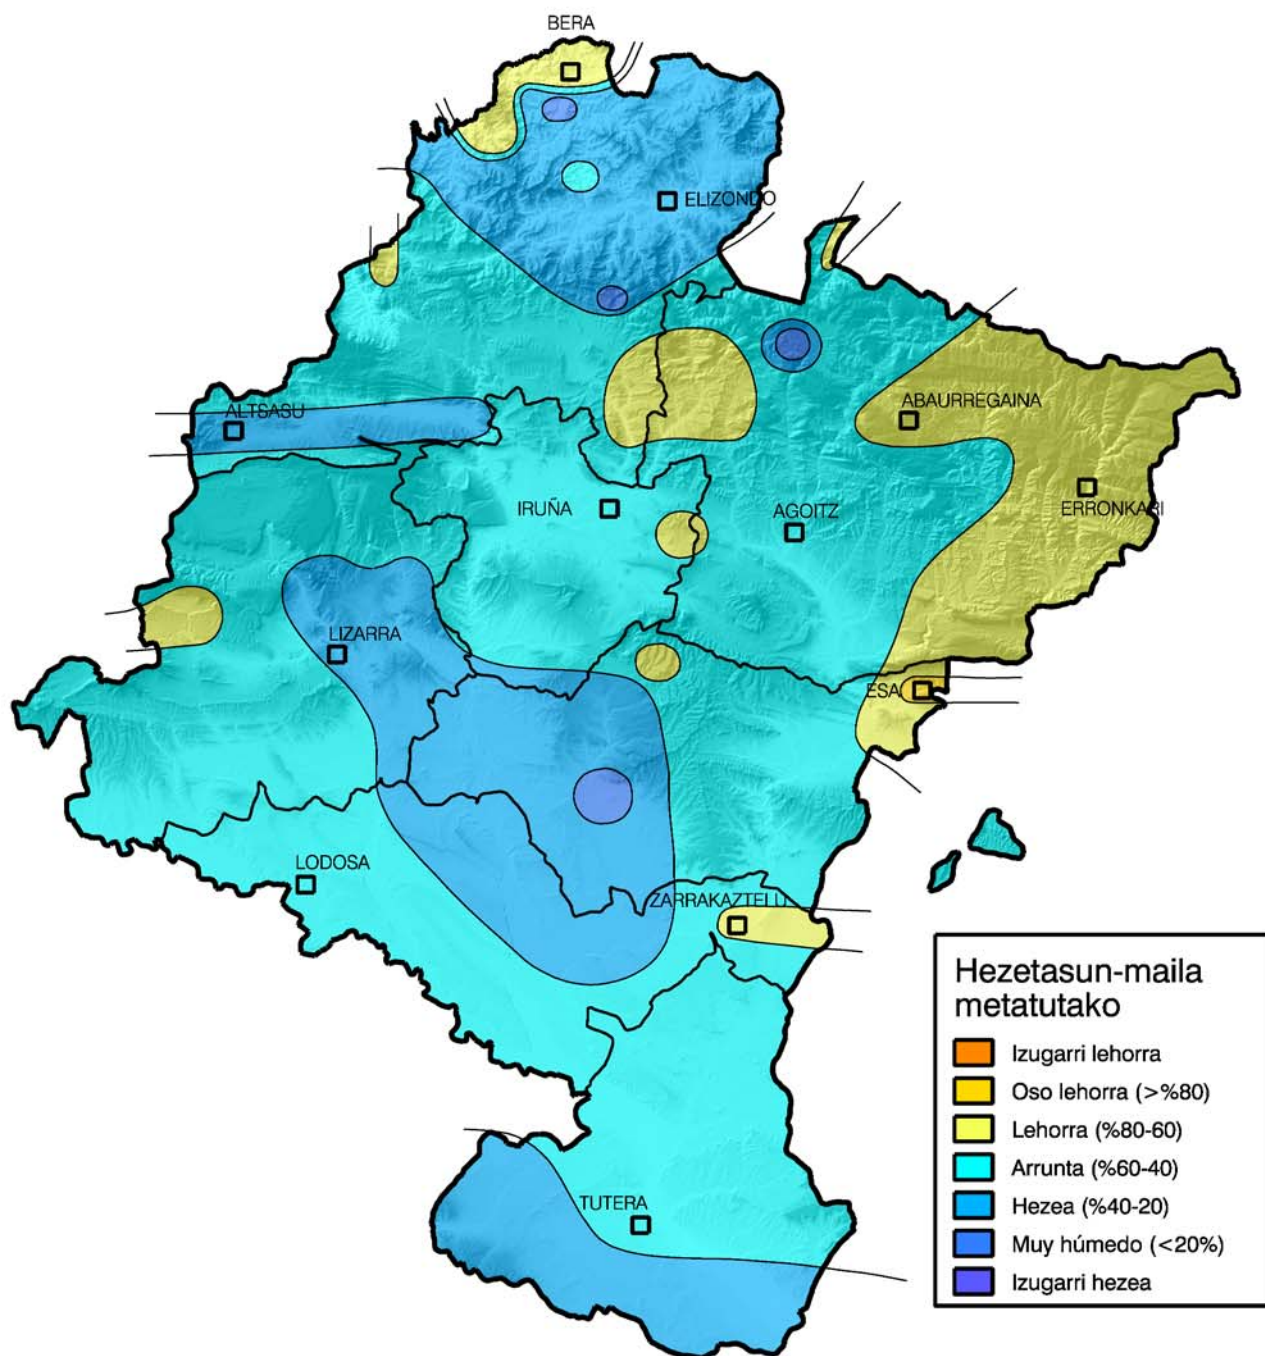 BERA
ELIZONDO
ALTSASU
ABAURREGAINA
IRUÑA
AGOITZ
ERRONKARI
LIZARRA
ESA
LODOSA
ZARRAKAZTELU
TUTERA
Hezetasun-maila
metatutako
Izugarri lehorra
Oso lehorra (>%80)
Lehorra (%80-60)
Arrunta (%60-40)
Hezea (%40-20)
Muy húmedo (<20%)
Izugarri hezea